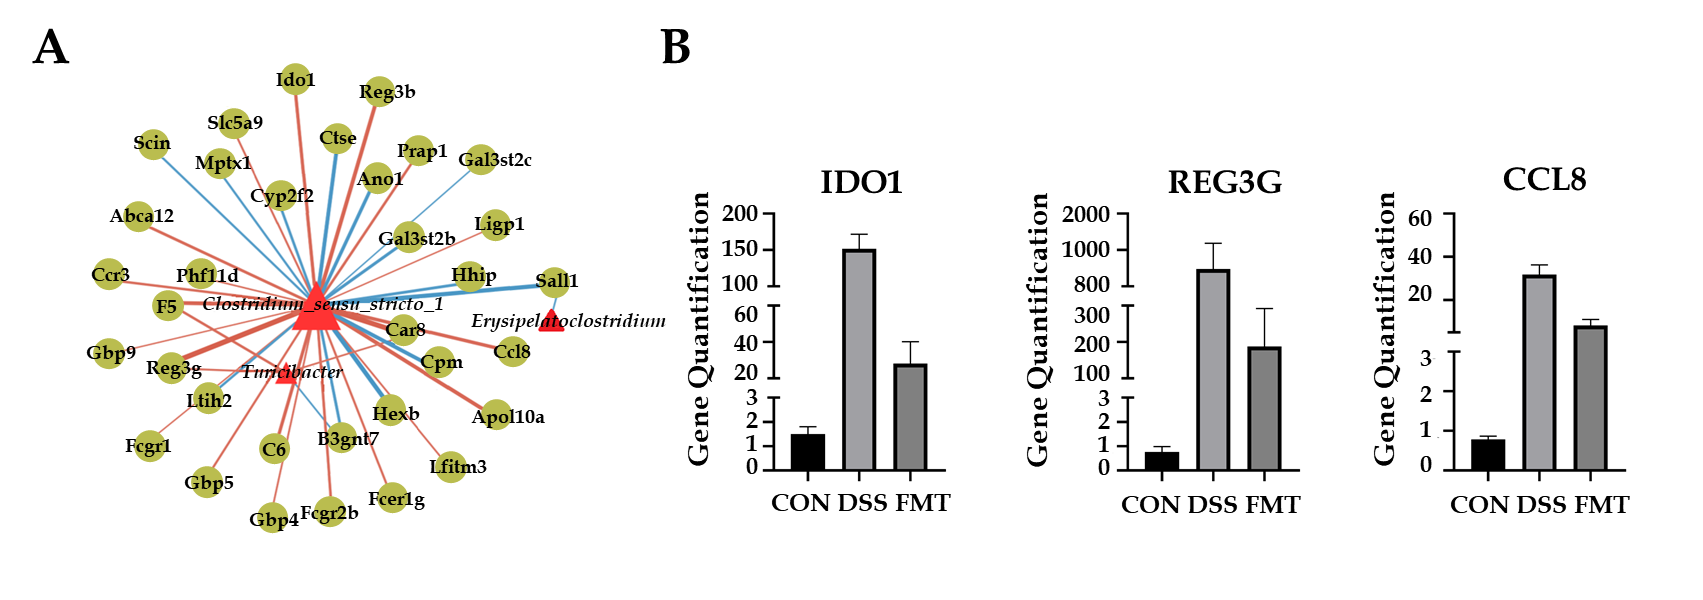 A
Ido1
Reg3b
Slc5a9
Scin
Ctse
Prap1
Mptx1
Gal3st2c
Ano1
Cyp2f2
Abca12
Ligp1
Gal3st2b
Ccr3
Phf11d
Hhip
Sall1
F5
Clostridium_sensu_stricto_1
Erysipelatoclostridium
Car8
Gbp9
Ccl8
Cpm
Reg3g
Turicibacter
Ltih2
Hexb
Apol10a
Fcgr1
C6
B3gnt7
Lfitm3
Gbp5
Fcer1g
Gbp4
Fcgr2b
B
IDO1
Gene Quantification
200
150
100
60
40
20
3
2
1
0
CON DSS FMT
REG3G
Gene Quantification
2000
1000
800
300
200
100
3
2
1
0
CON DSS FMT
CCL8
Gene Quantification
60
40
20
3
2
1
0
CON DSS FMT